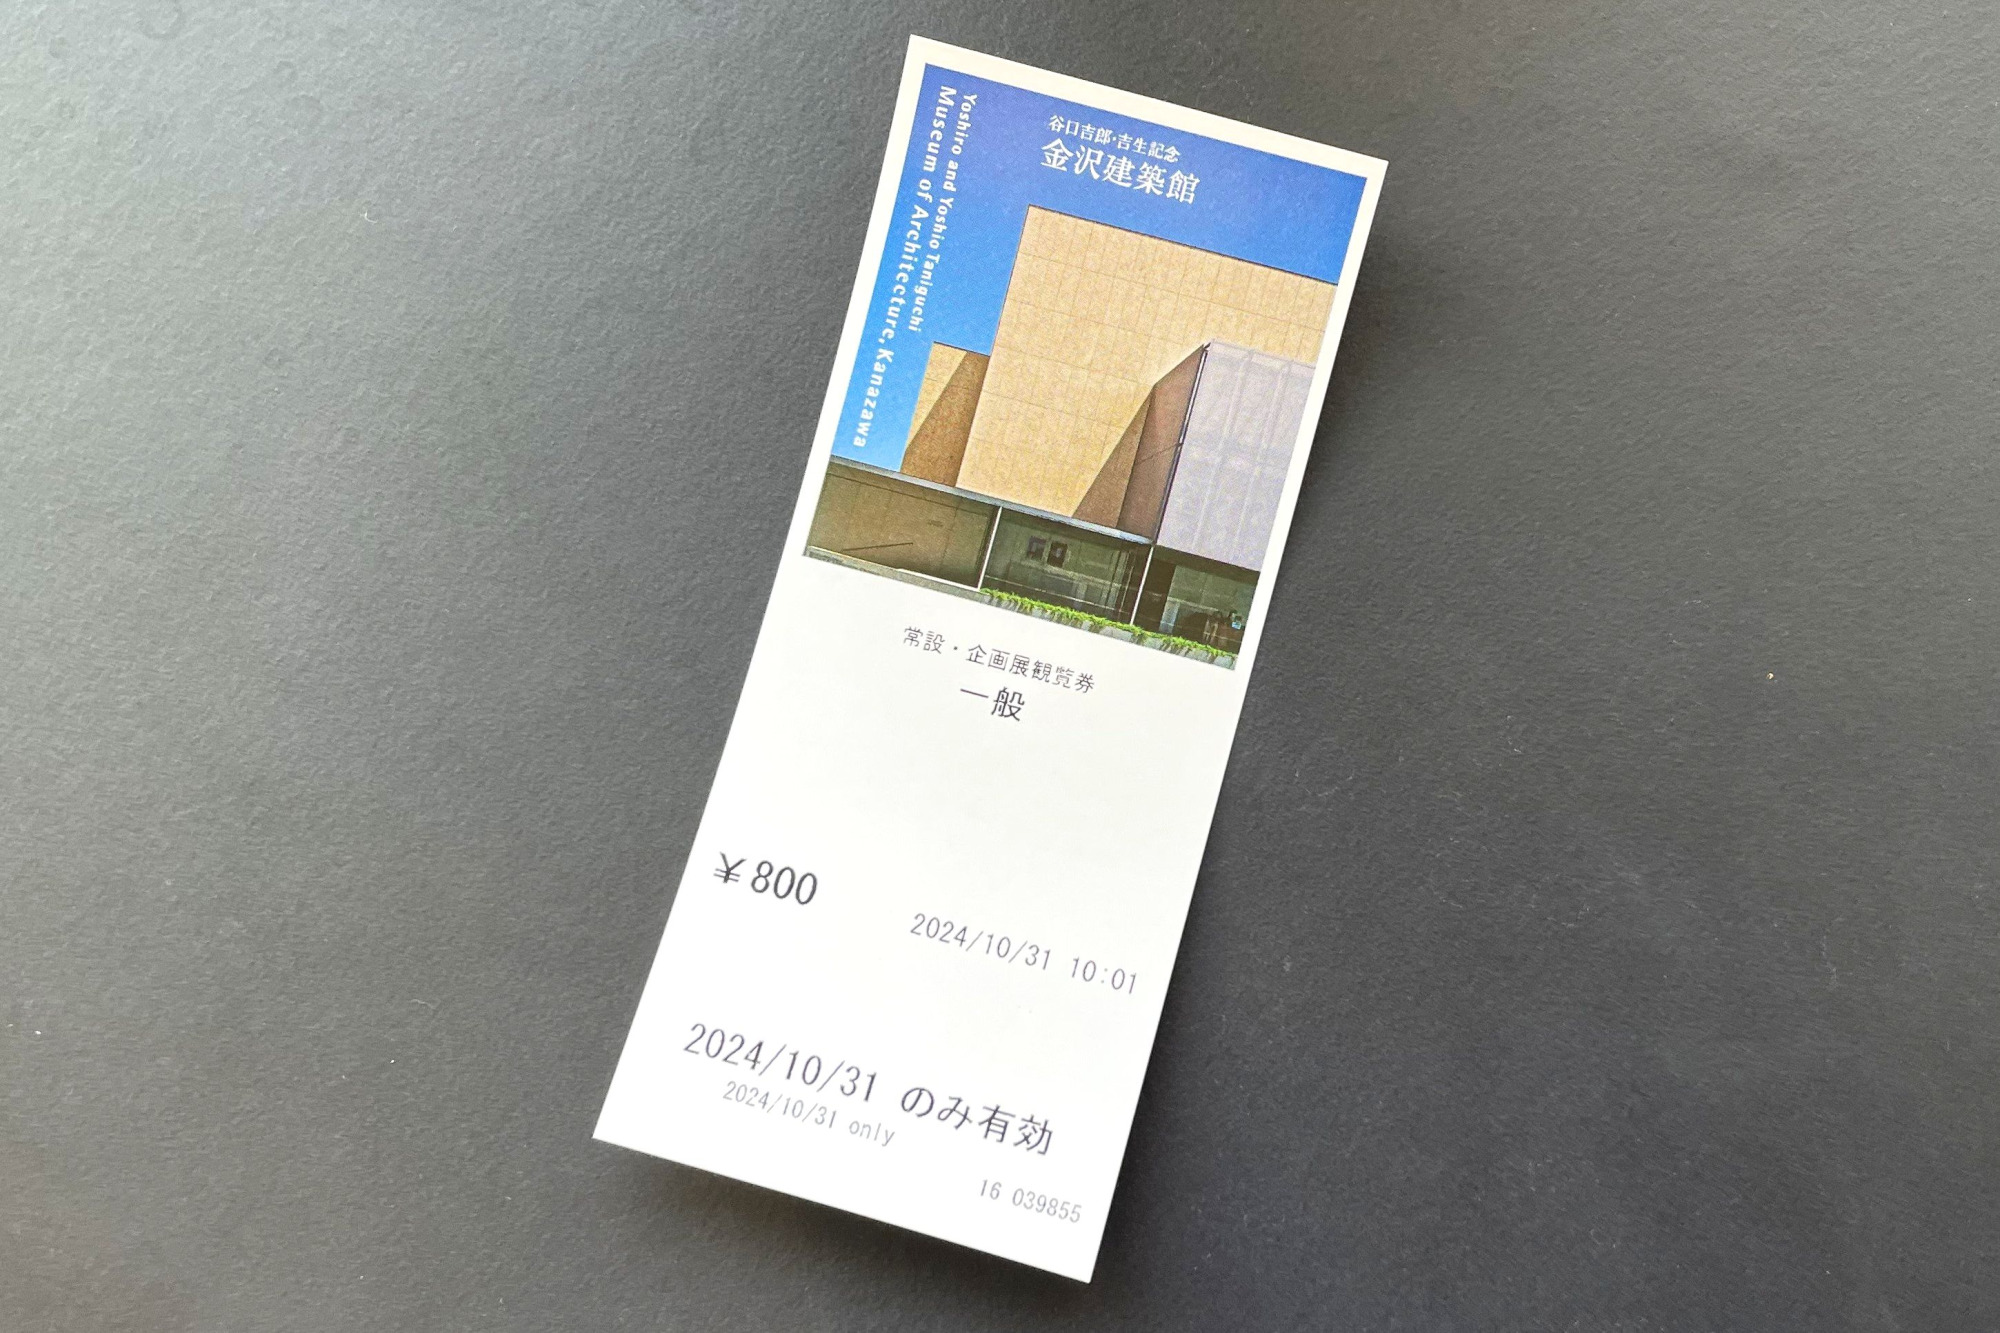 谷口吉郎・吉生記念
金沢建築館
Yoshiro and Yoshio Taniguchi
Museum of Architecture, Kanazawa
常設・企画展観覧券
一般
¥800
2024/10/31 10:01
2024/10/31 のみ有効
2024/10/31 only
16 039855